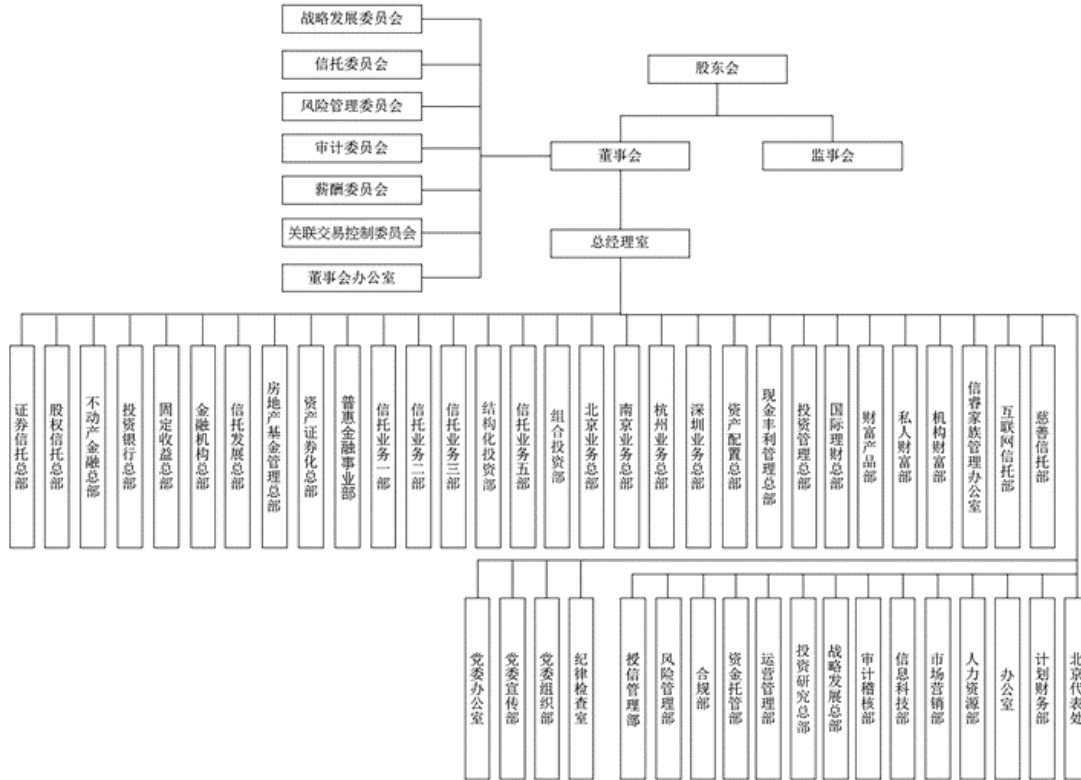 战略发展委员会
信托委员会
风险管理委员会
审计委员会
薪酬委员会
关联交易控制委员会
董事会办公室
股东会
董事会
监事会
总经理室
证券信托总部
股权信托总部
不动产金融总部
投资银行总部
固定收益总部
金融机构总部
信托发展总部
房地产基金管理总部
资产证券化总部
普惠金融事业部
信托业务一部
信托业务二部
信托业务三部
结构化投资部
信托业务五部
组合投资部
北京业务总部
南京业务总部
杭州业务总部
深圳业务总部
资产配置总部
现金丰利管理总部
投资管理总部
国际理财总部
财富产品部
私人财富部
机构财富部
信睿家族管理办公室
互联网信托部
慈善信托部
党委办公室
党委宣传部
党委组织部
纪律检查室
授信管理部
风险管理部
合规部
资金托管部
运营管理部
投资研究总部
战略发展总部
审计稽核部
信息科技部
市场营销部
人力资源部
办公室
计划财务部
北京代表处